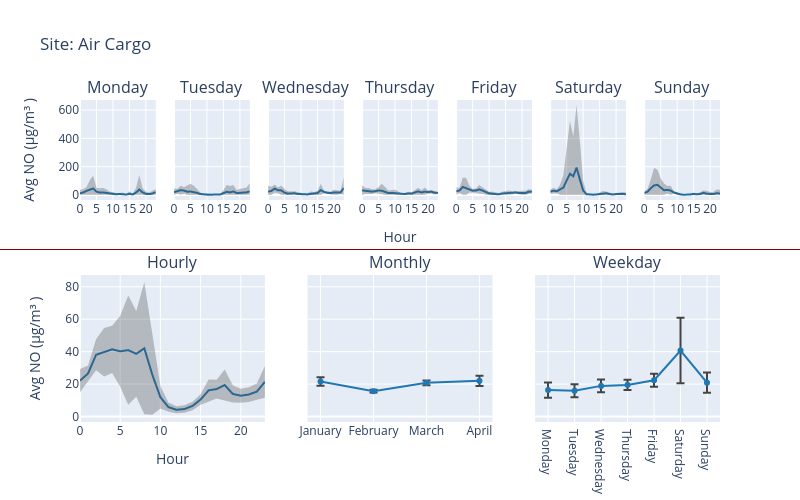 Site: Air Cargo
Monday Tuesday Wednesday Thursday Friday Saturday Sunday
Avg NO (μg/m³ )
600
400
200
0
0 5 10 15 20 0 5 10 15 20 0 5 10 15 20 0 5 10 15 20 0 5 10 15 20 0 5 10 15 20 0 5 10 15 20
Hour
Hourly Monthly Weekday
Avg NO (μg/m³ )
80
60
40
20
0
0 5 10 15 20
January February March April
Monday Tuesday Wednesday Thursday Friday Saturday Sunday
Hour